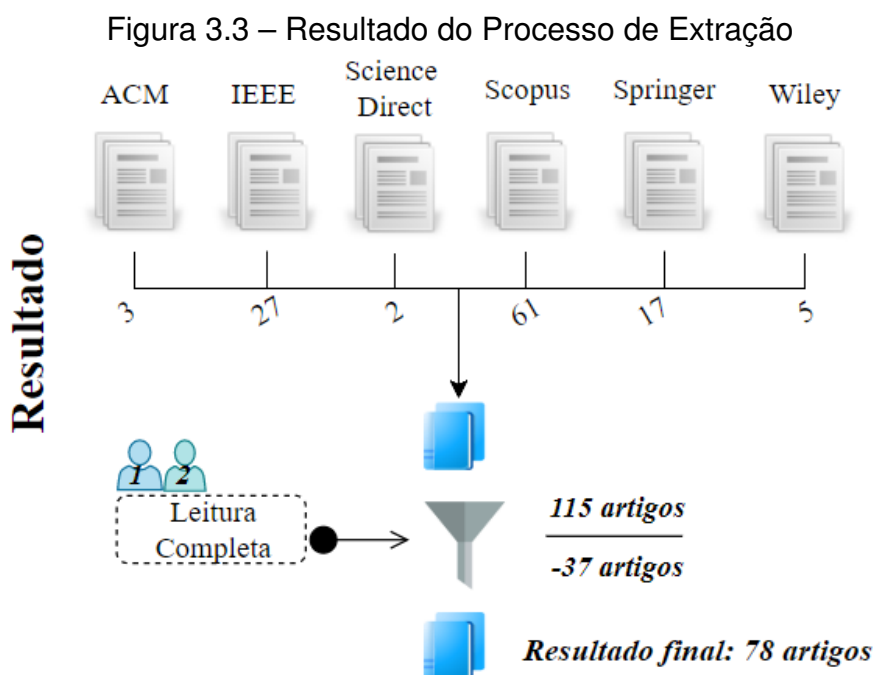 Figura 3.3 – Resultado do Processo de Extração
ACM
IEEE
Science
Direct
Scopus
Springer
Wiley
3
27
2
61
17
5
Resultado
1
2
Leitura
Completa
115 artigos
-37 artigos
Resultado final: 78 artigos